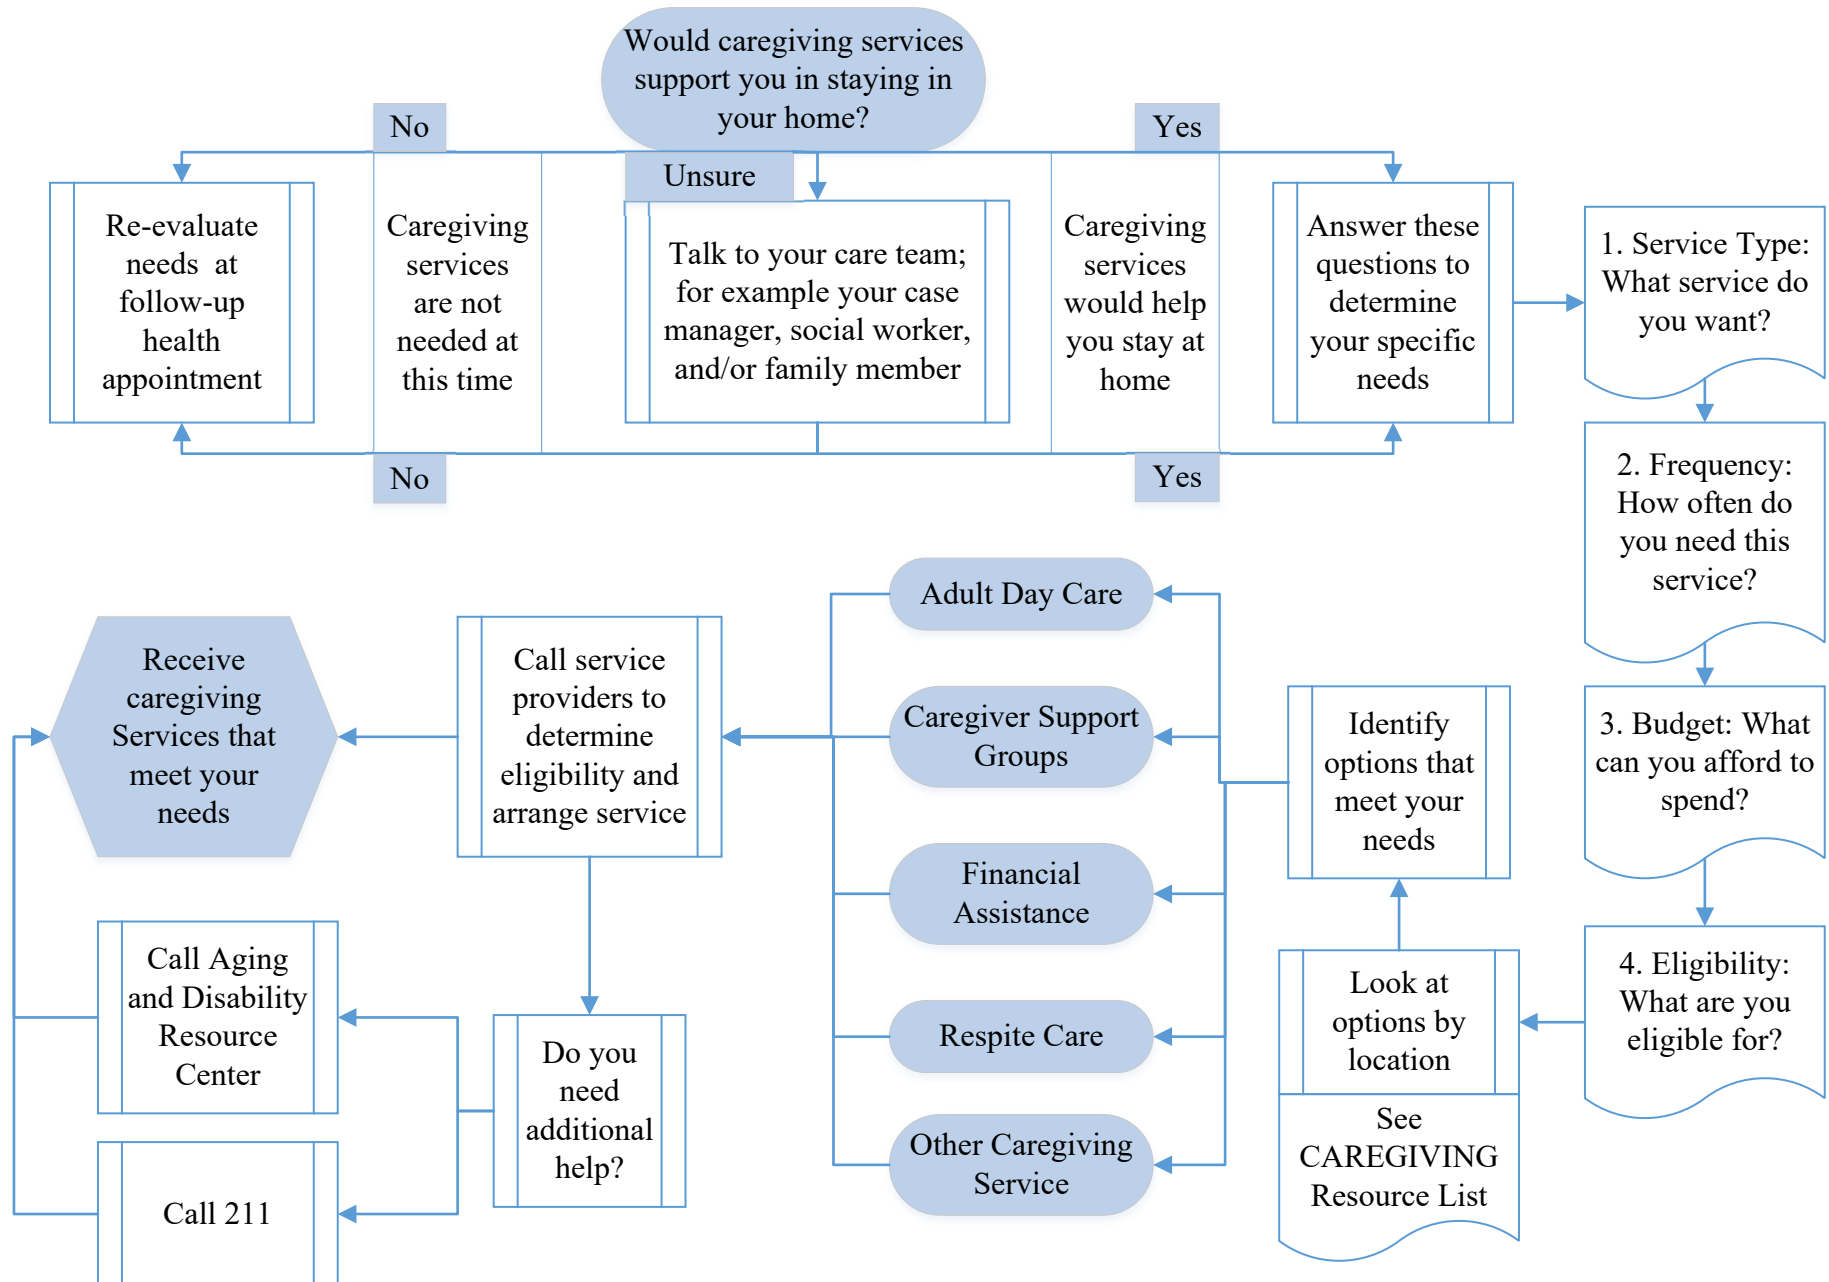 Would caregiving services
support you in staying in
your home?
No
Yes
Unsure
Re-evaluate
needs at
follow-up
health
appointment
Caregiving
services
are not
needed at
this time
Talk to your care team;
for example your case
manager, social worker,
and/or family member
Caregiving
services
would help
you stay at
home
Answer these
questions to
determine
your specific
needs
1. Service Type:
What service do
you want?
No
Yes
2. Frequency:
How often do
you need this
service?
3. Budget: What
can you afford to
spend?
4. Eligibility:
What are you
eligible for?
Look at
options by
location
See
CAREGIVING
Resource List
Identify
options that
meet your
needs
Adult Day Care
Caregiver Support
Groups
Financial
Assistance
Respite Care
Other Caregiving
Service
Call service
providers to
determine
eligibility and
arrange service
Receive
caregiving
Services that
meet your
needs
Do you
need
additional
help?
Call Aging
and Disability
Resource
Center
Call 211